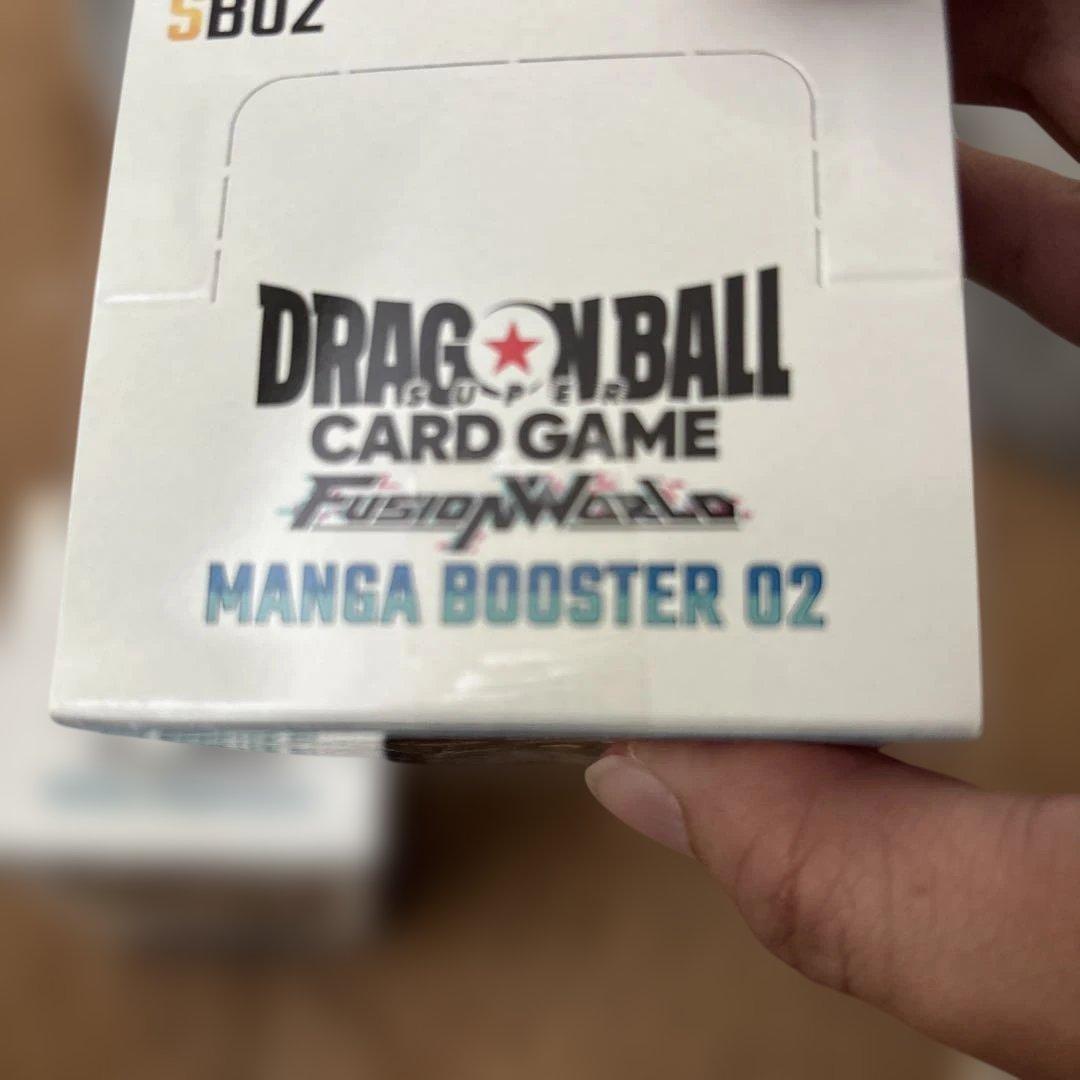 SB02
DRAGON BALL
SUPER
CARD GAME
FUSION WORLD
MANGA BOOSTER 02